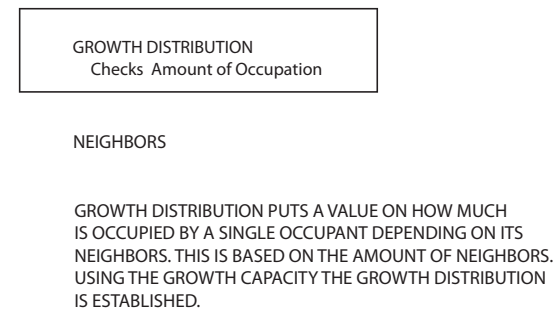 GROWTH DISTRIBUTION
Checks Amount of Occupation
NEIGHBORS
GROWTH DISTRIBUTION PUTS A VALUE ON HOW MUCH
IS OCCUPIED BY A SINGLE OCCUPANT DEPENDING ON ITS
NEIGHBORS. THIS IS BASED ON THE AMOUNT OF NEIGHBORS.
USING THE GROWTH CAPACITY THE GROWTH DISTRIBUTION
IS ESTABLISHED.